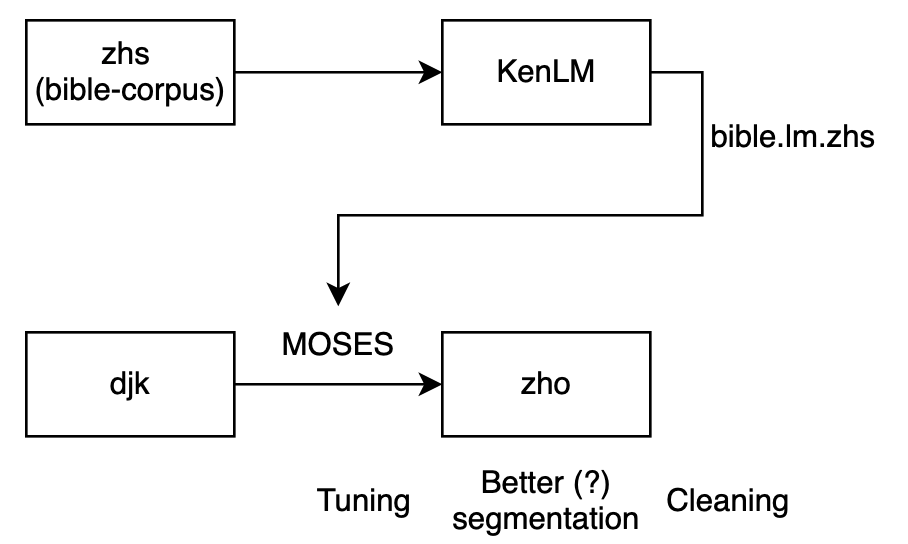 zhs
(bible-corpus)
KenLM
bible.lm.zhs
MOSES
djk
zho
Tuning
Better (?)
segmentation
Cleaning